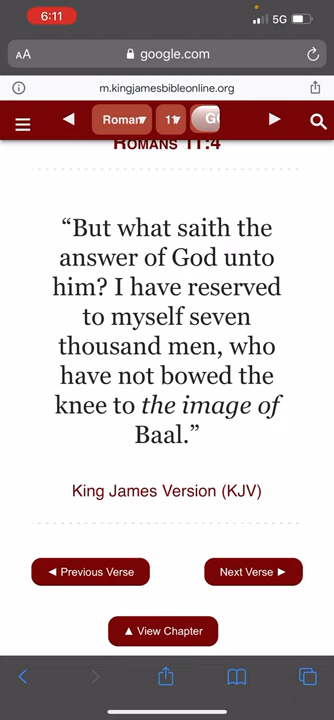 6:11
5G
AA google.com
m.kingjamesbibleonline.org
Roman 11 G
ROMANS 11:4
“But what saith the
answer of God unto
him? I have reserved
to myself seven
thousand men, who
have not bowed the
knee to the image of
Baal.”
King James Version (KJV)
◄ Previous Verse Next Verse ►
▲ View Chapter